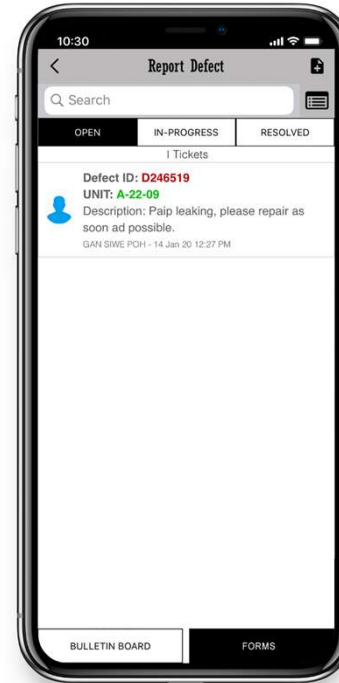 10:30
Report Defect
Search
OPEN
IN-PROGRESS
RESOLVED
I Tickets
Defect ID: D246519
UNIT: A-22-09
Description: Paip leaking, please repair as
soon ad possible.
GAN SIWE POH - 14 Jan 20 12:27 PM
BULLETIN BOARD
FORMS